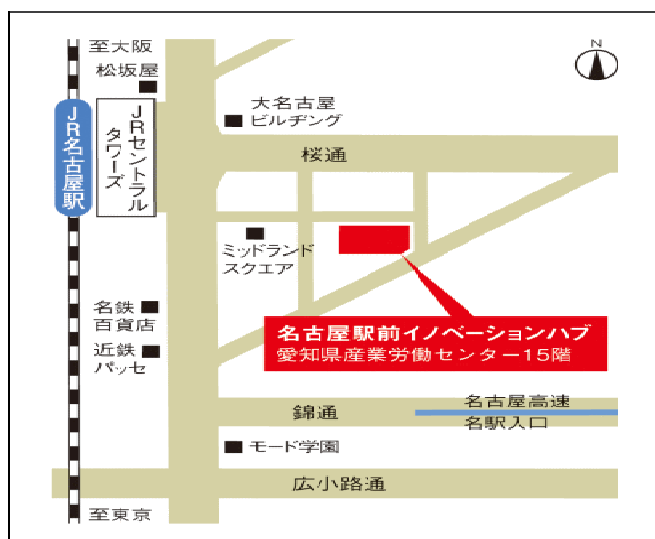 至大阪
N
松坂屋
大名古屋
ビルヂング
JR名古屋駅
JRセントラル
タワーズ
桜通
ミッドランド
スクエア
名鉄
百貨店
名古屋駅前イノベーションハブ
愛知県産業労働センター15階
近鉄
パッセ
名古屋高速
錦通
名駅入口
モード学園
広小路通
至東京